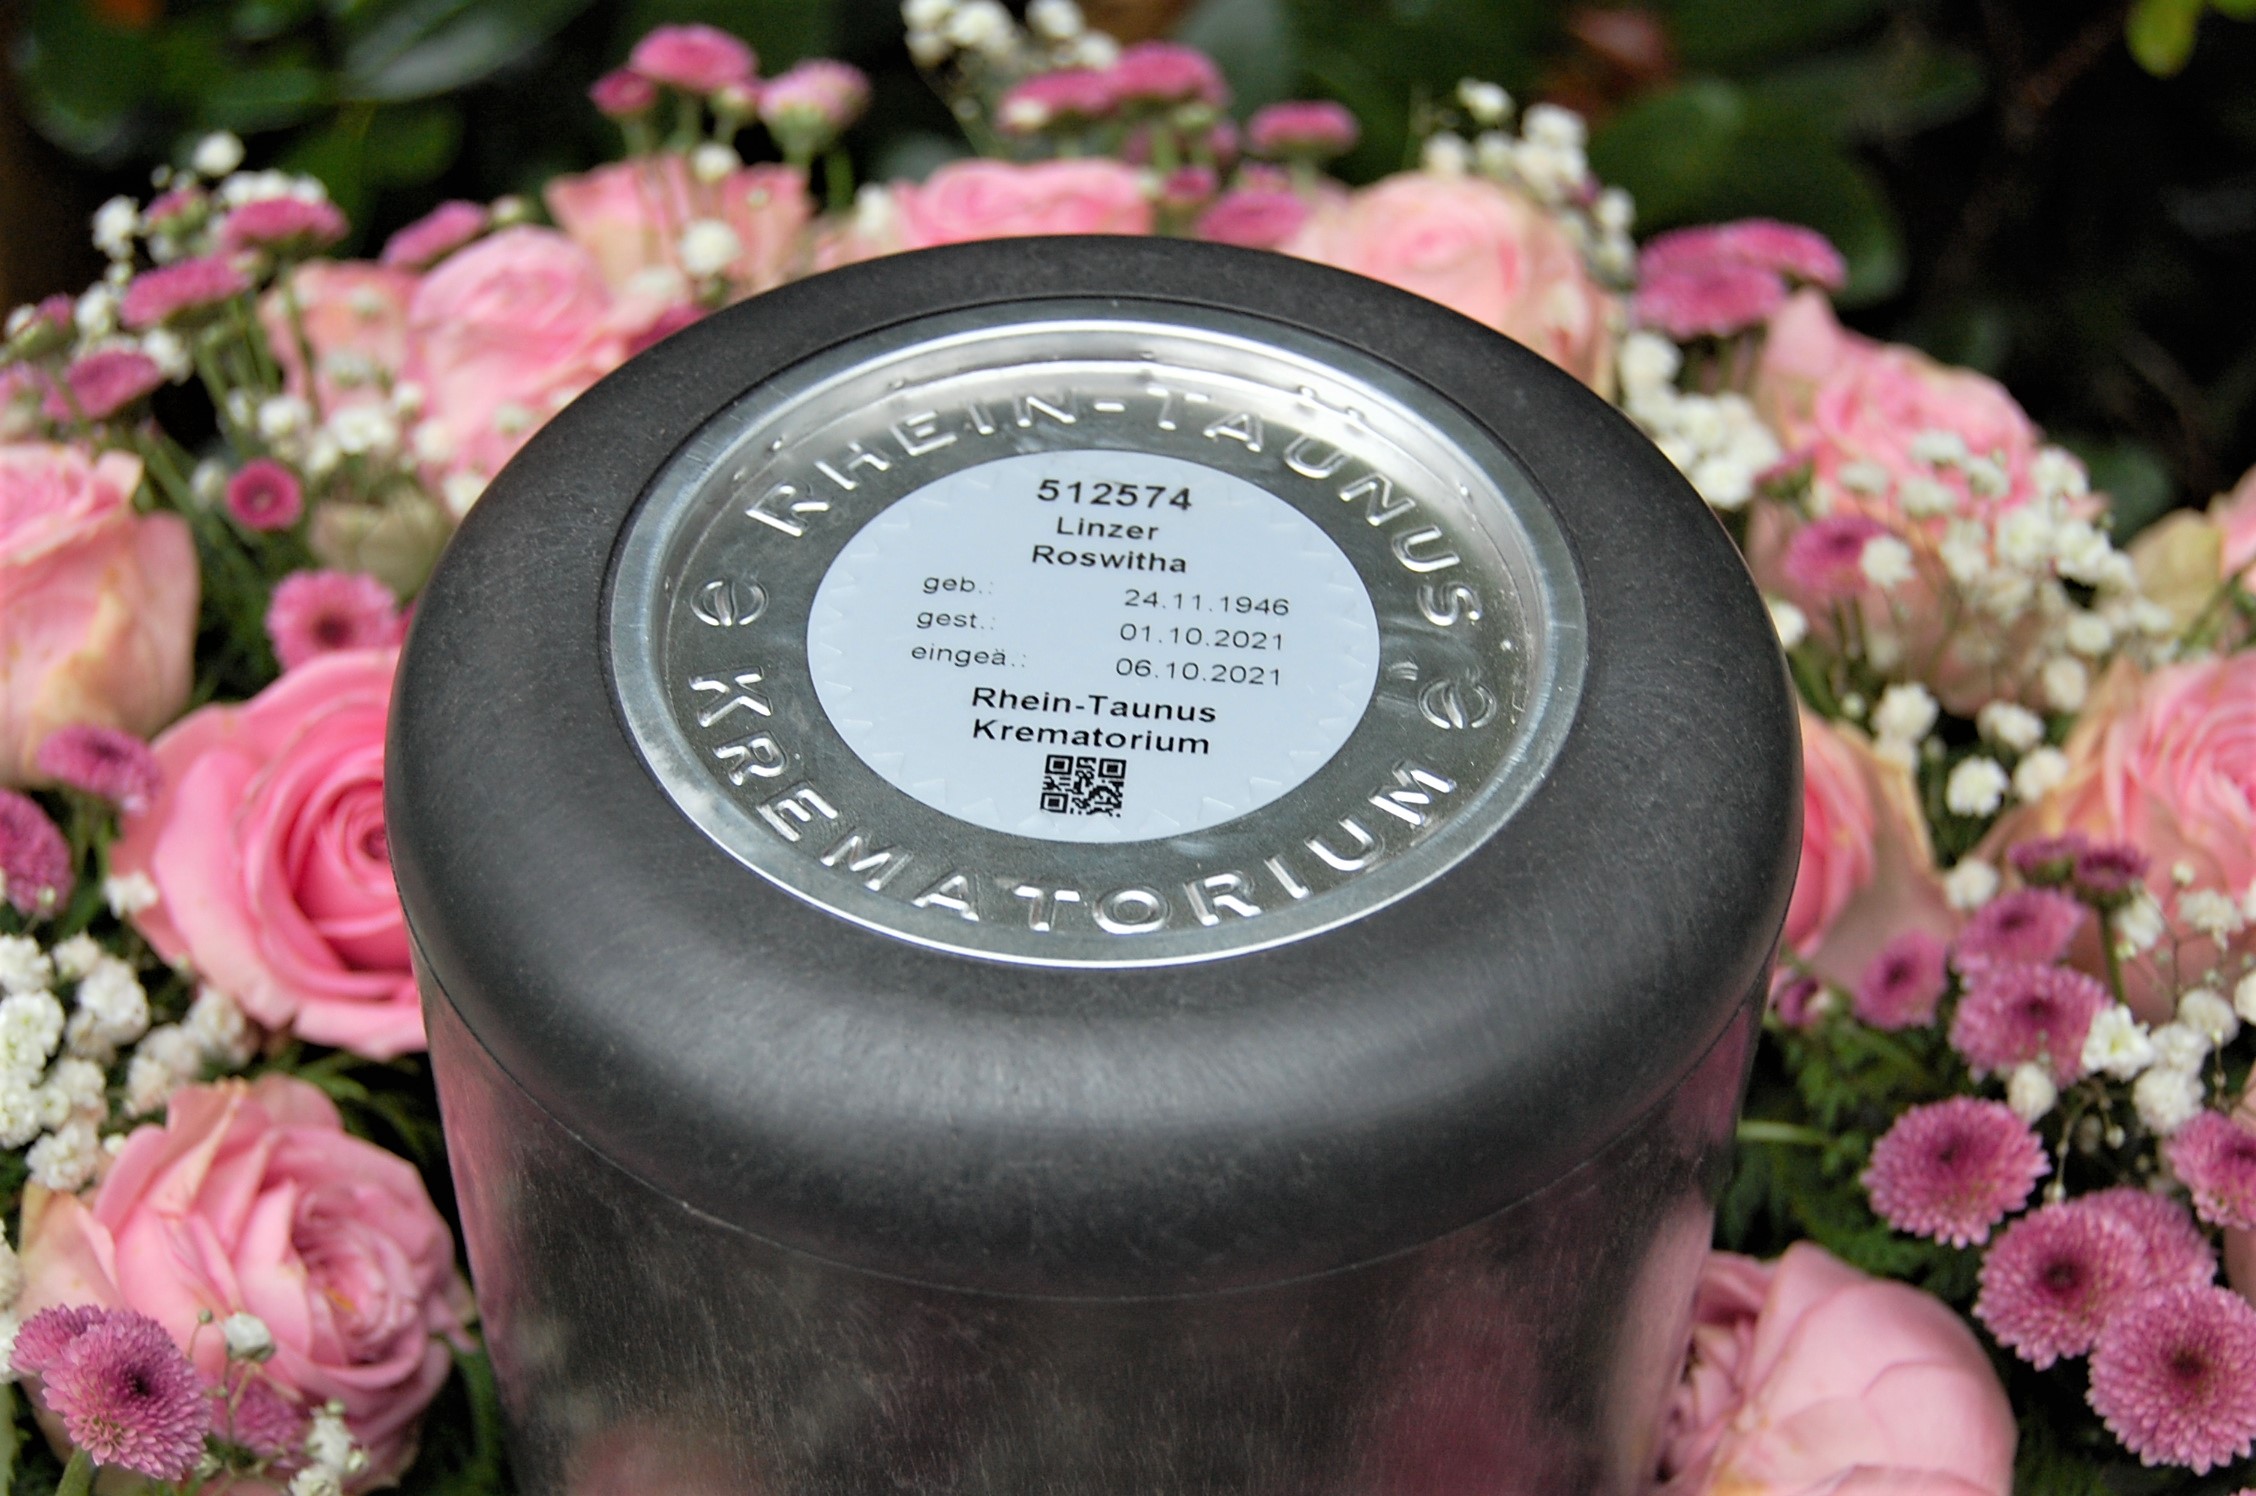 RHEIN-TAUNUS
512574
Linzer
Roswitha
geb.: 24.11.1946
gest.: 01.10.2021
eingeä.: 06.10.2021
Rhein-Taunus
Krematorium
KREMATORIUM